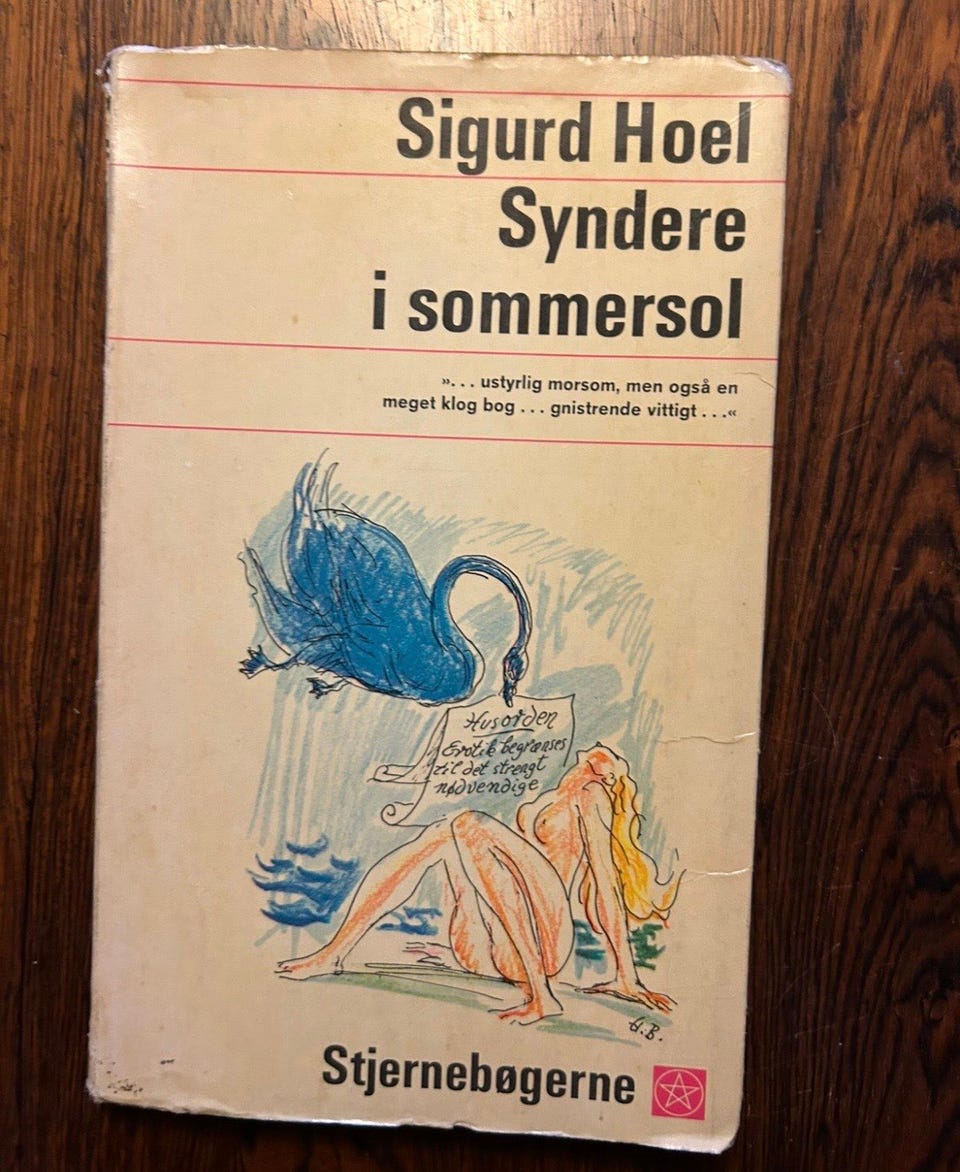 Sigurd Hoel
Syndere
i sommersol
»... ustyrlig morsom, men også en
meget klog bog ... gnistrende vittigt ...«
Husorden
Erotik begrænses
til det strengt
nødvendige
H.B.
Stjernebøgerne